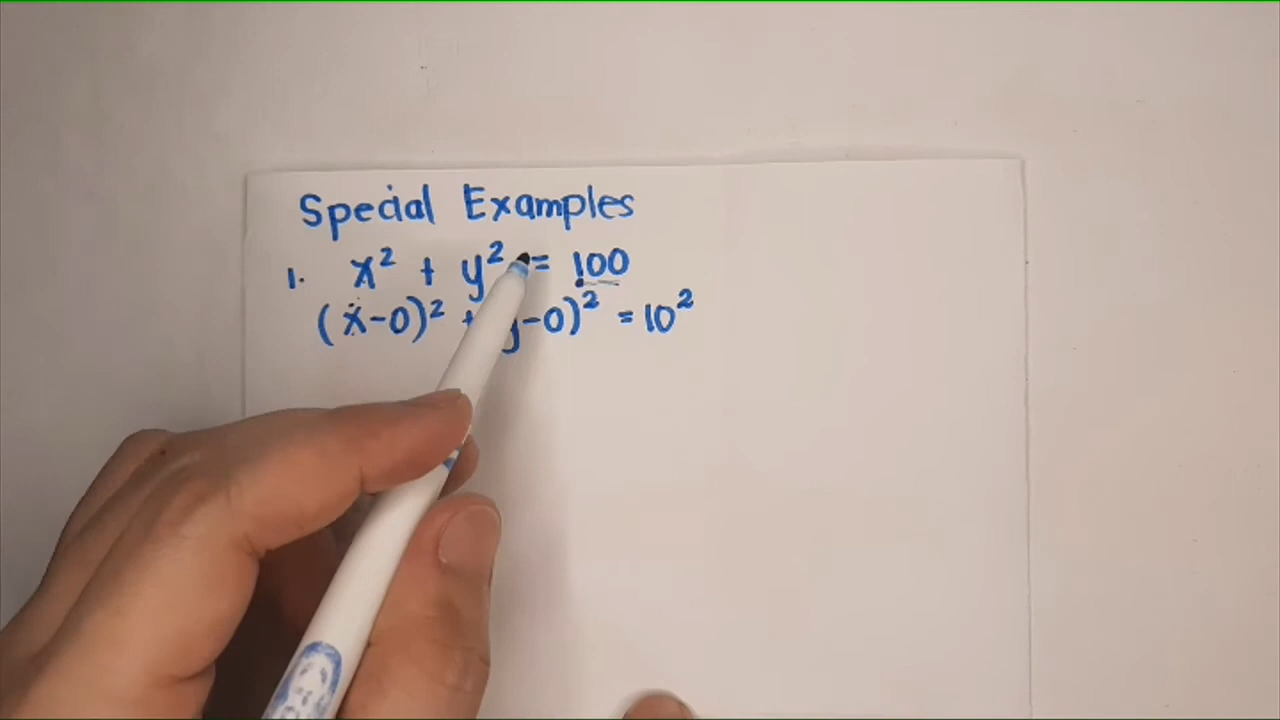 Special Examples
1. x² + y² = 100
(x-0)² + y-0)² = 10²